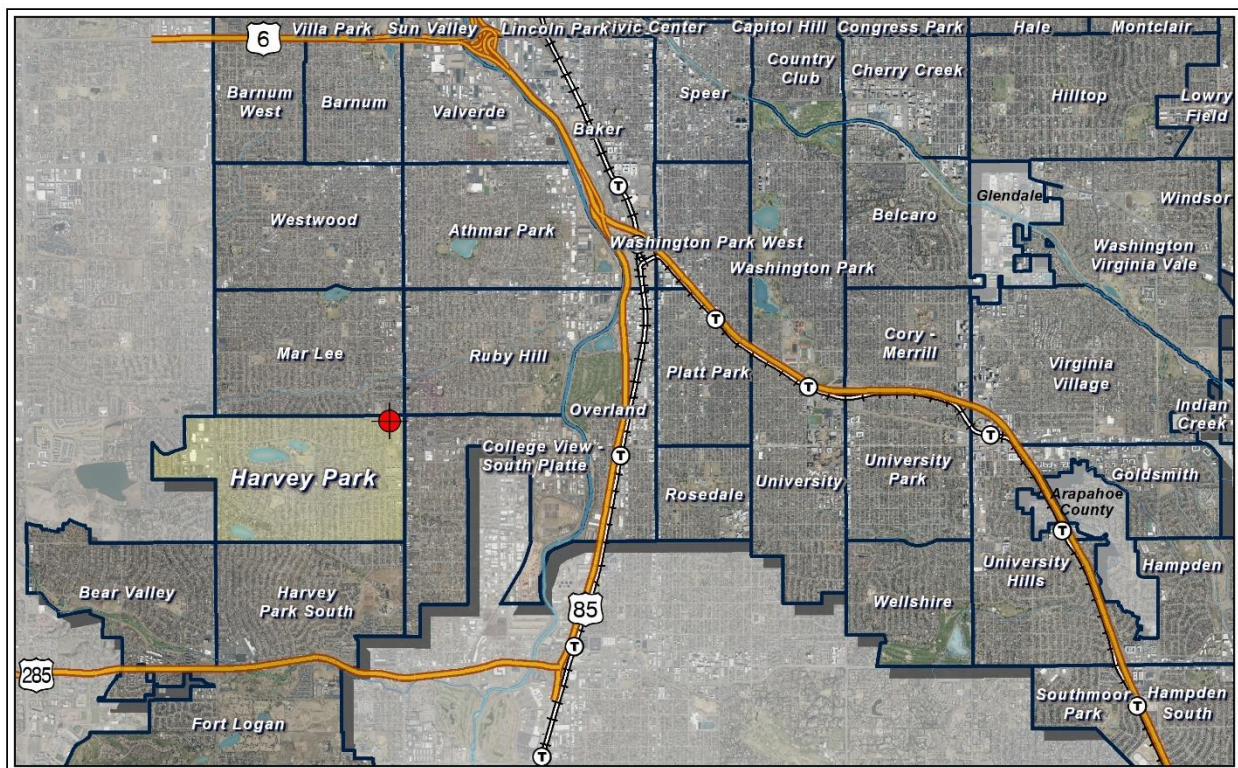 6
Villa Park
Sun Valley
Lincoln Park
ivic Center
Capitol Hill
Congress Park
Hale
Montclair
Barnum
West
Barnum
Valverde
Baker
Speer
Country
Club
Cherry Creek
Hilltop
Lowry
Field
Westwood
Athmar Park
Washington Park West
Washington Park
Belcaro
Glendale
Windsor
Washington
Virginia Vale
Mar Lee
Ruby Hill
Overland
Platt Park
Cory -
Merrill
Virginia
Village
Indian
Creek
Harvey Park
College View -
South Platte
Rosedale
University
University
Park
Goldsmith
Arapahoe
County
Bear Valley
Harvey
Park South
85
Wellshire
University
Hills
Hampden
285
Fort Logan
Southmoor
Park
Hampden
South
T
T
T
T
T
T
T
T
T
T